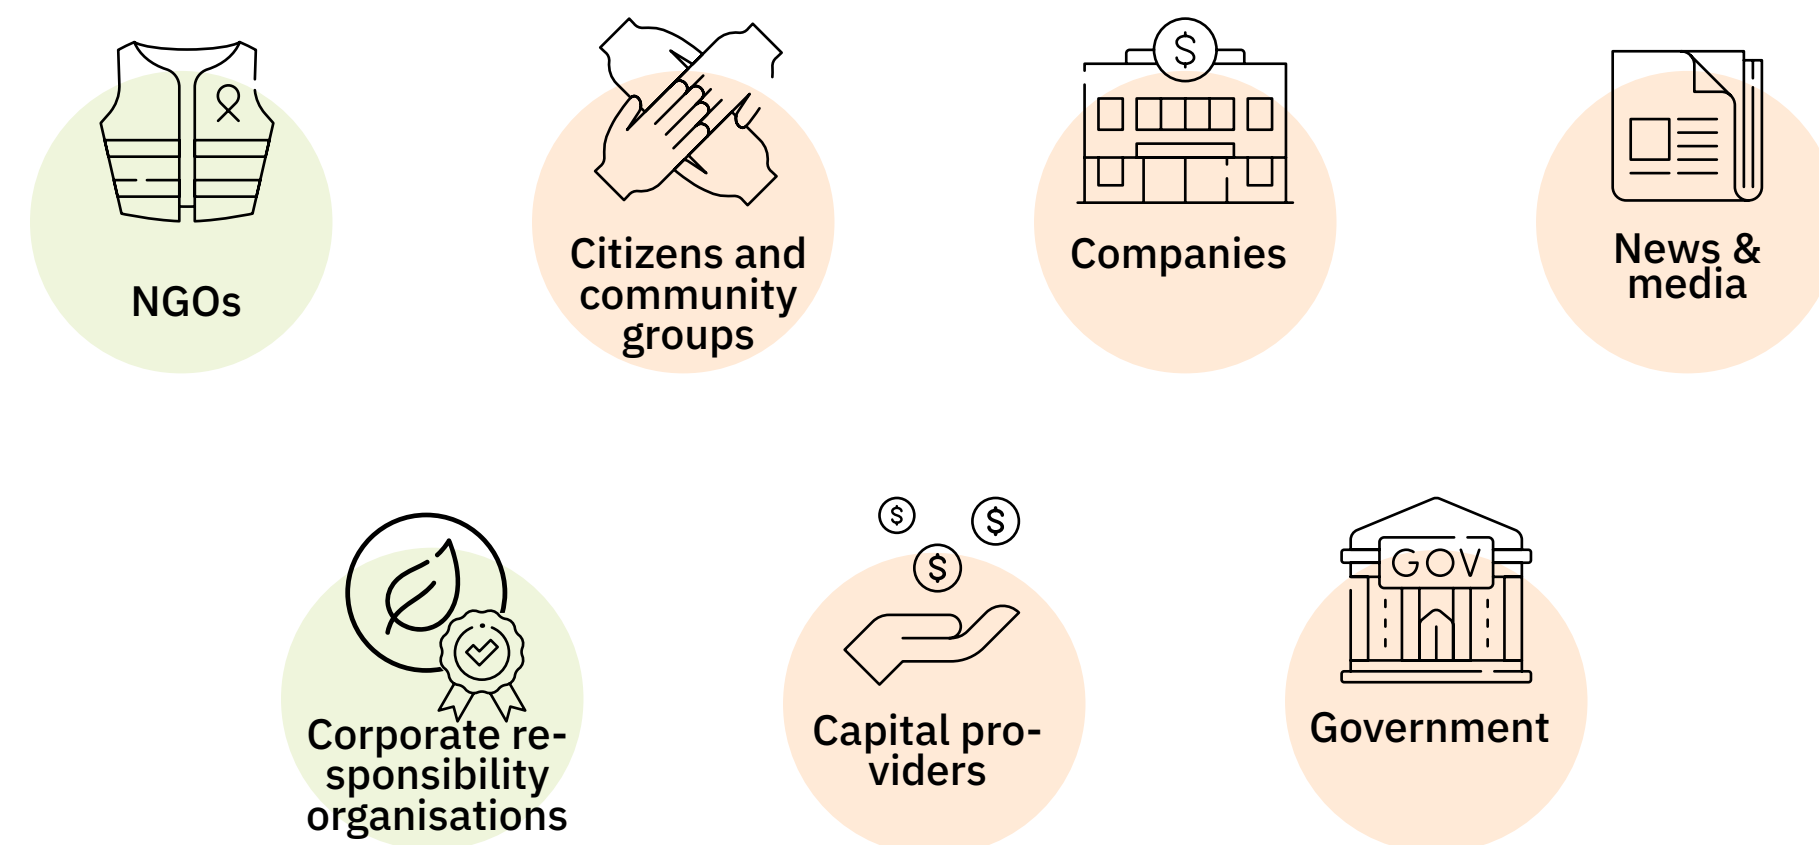 $
NGOs
Citizens and
community
groups
Companies
News &
media
$
$
$
GOV
Corporate re-
sponsibility
organisations
Capital pro-
viders
Government